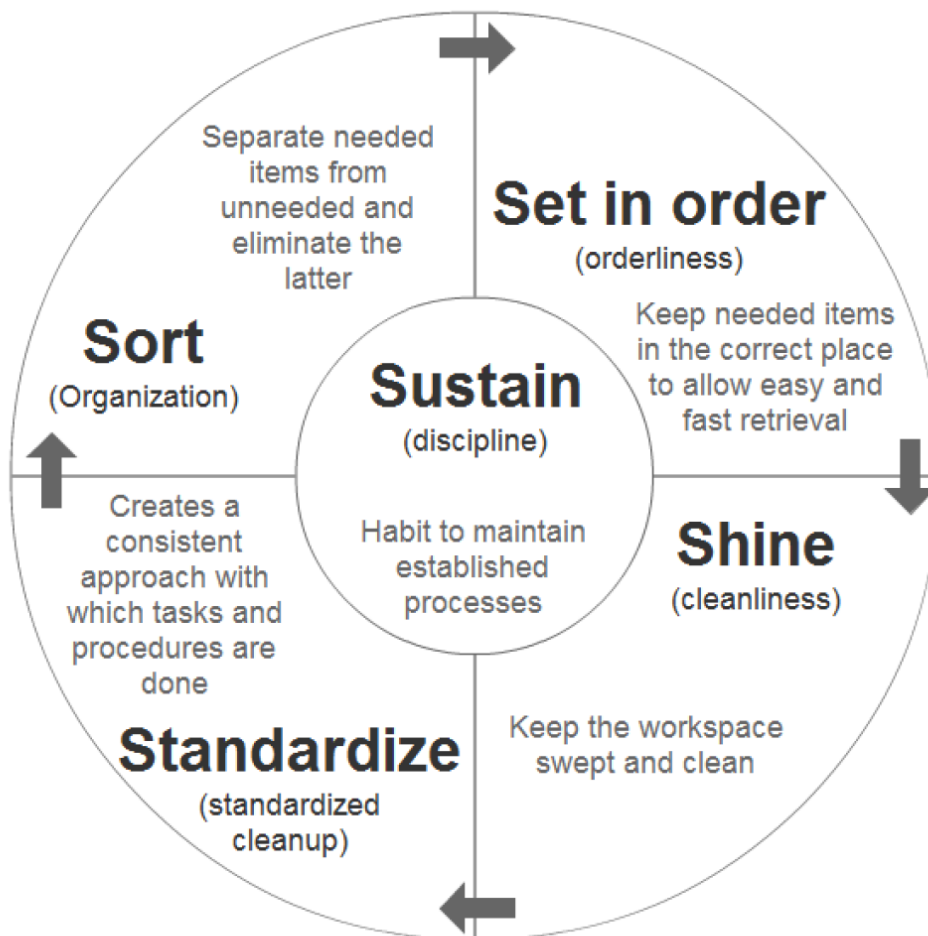 Separate needed
items from
unneeded and
eliminate the
latter
Sort
(Organization)
Set in order
(orderliness)
Keep needed items
in the correct place
to allow easy and
fast retrieval
Sustain
(discipline)
Habit to maintain
established
processes
Shine
(cleanliness)
Keep the workspace
swept and clean
Creates a
consistent
approach with
which tasks and
procedures are
done
Standardize
(standardized
cleanup)